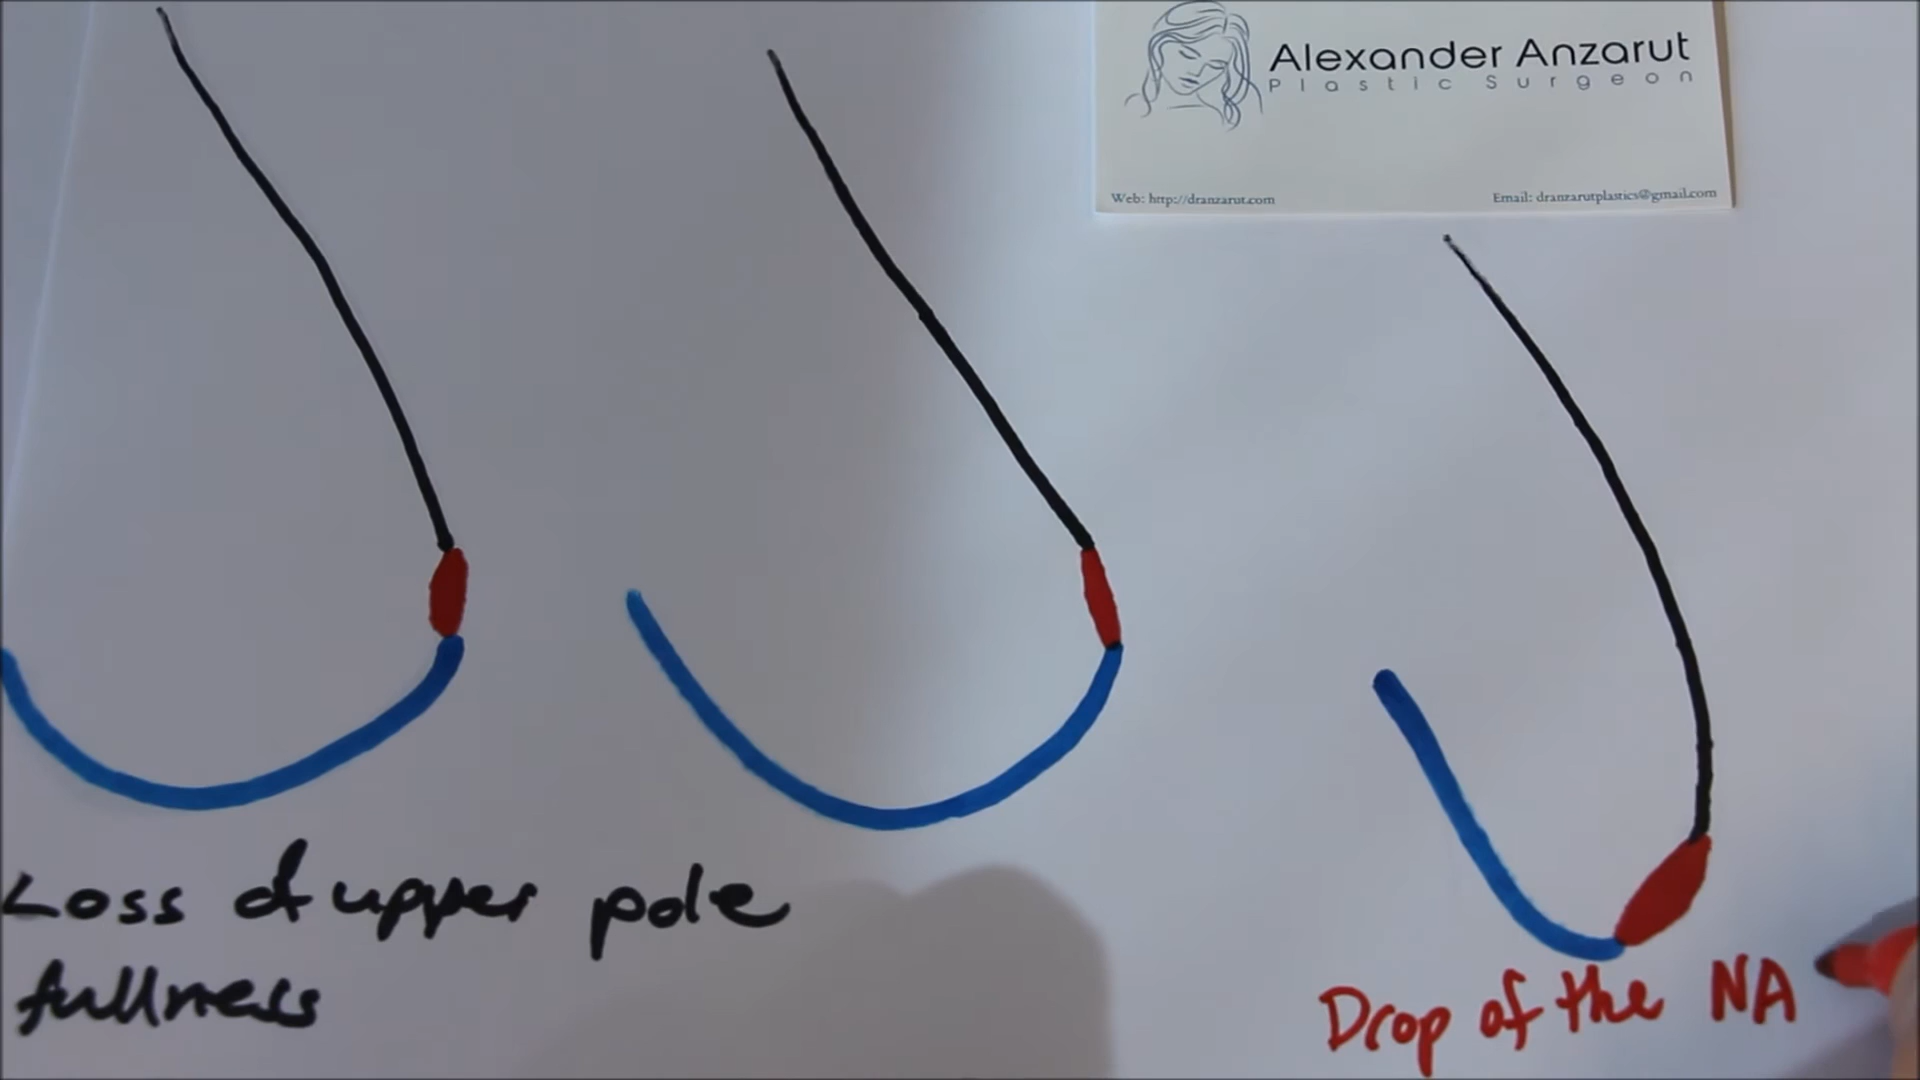 Alexander Anzarut
Plastic Surgeon
Web: http://dranzarut.com
Email: dranzarutplastics@gmail.com
Loss of upper pole
fullness
Drop of the NA